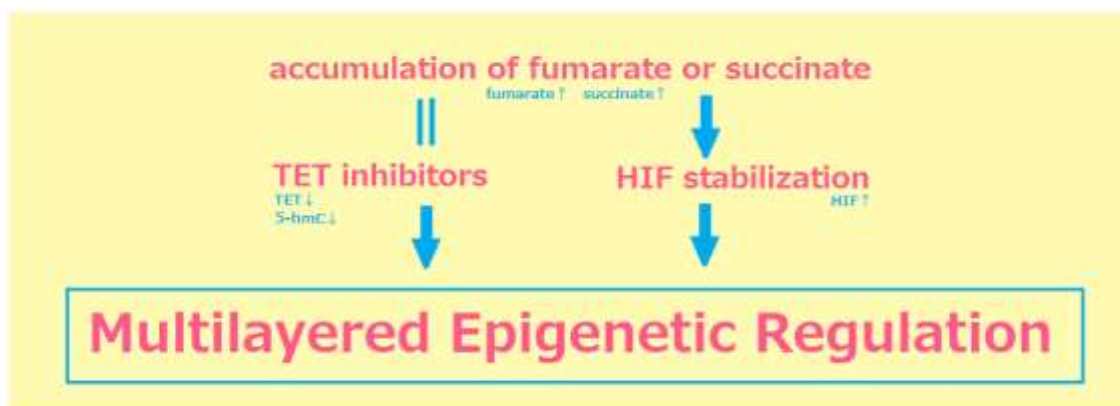 accumulation of fumarate or succinate
fumarate↑ succinate↑
TET inhibitors
TET↓
5-hmC↓
HIF stabilization
HIF↑
Multilayered Epigenetic Regulation